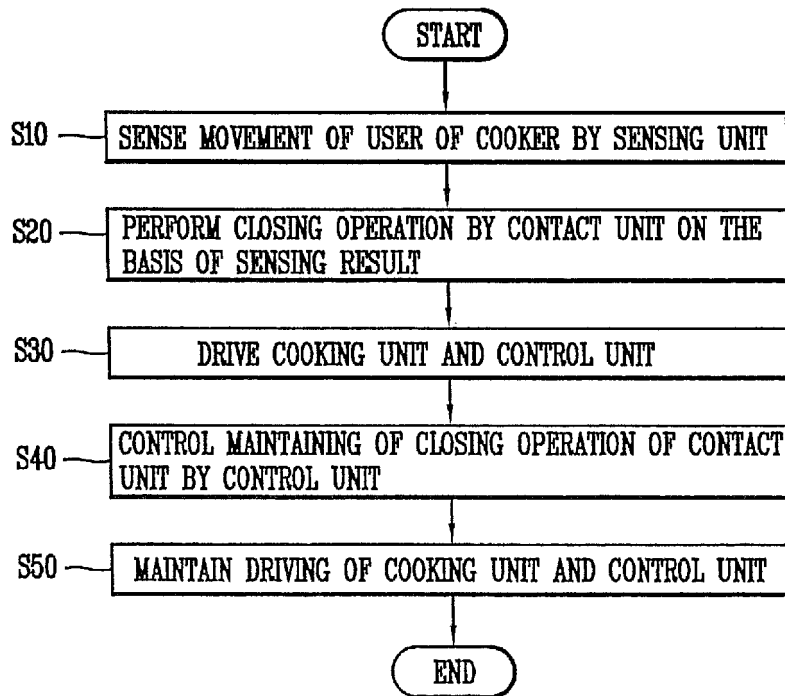 START
S10
SENSE MOVEMENT OF USER OF COOKER BY SENSING UNIT
S20
PERFORM CLOSING OPERATION BY CONTACT UNIT ON THE
BASIS OF SENSING RESULT
S30
DRIVE COOKING UNIT AND CONTROL UNIT
S40
CONTROL MAINTAINING OF CLOSING OPERATION OF CONTACT
UNIT BY CONTROL UNIT
S50
MAINTAIN DRIVING OF COOKING UNIT AND CONTROL UNIT
END